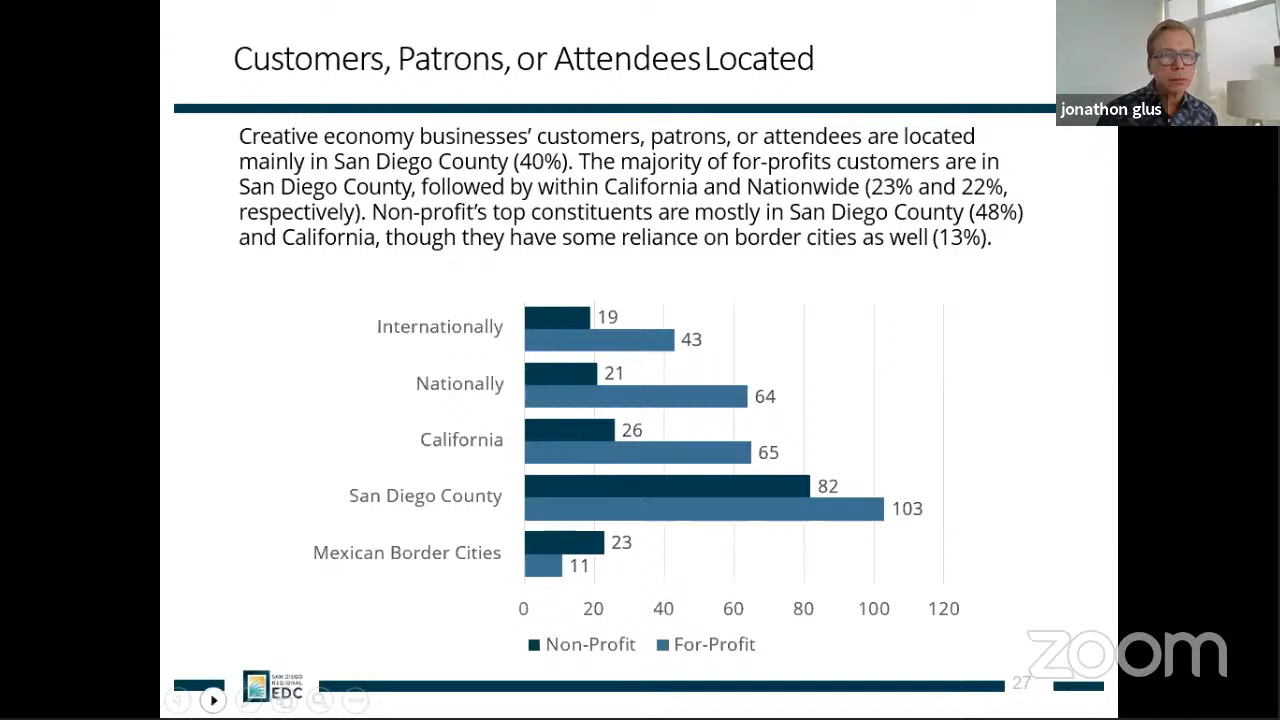 Customers, Patrons, or Attendees Located
jonathon glus
Creative economy businesses' customers, patrons, or attendees are located
mainly in San Diego County (40%). The majority of for-profits customers are in
San Diego County, followed by within California and Nationwide (23% and 22%,
respectively). Non-profit's top constituents are mostly in San Diego County (48%)
and California, though they have some reliance on border cities as well (13%).
Internationally
19
43
Nationally
21
64
California
26
65
San Diego County
82
103
Mexican Border Cities
23
11
0 20 40 60 80 100 120
Non-Profit For-Profit
SAN DIEGO
REGIONAL
EDC
27
zoom